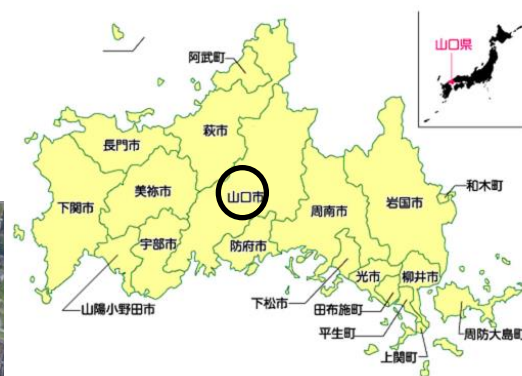 山口県
阿武町
萩市
長門市
美祢市
山口市
下関市
宇部市
防府市
周南市
岩国市
和木町
山陽小野田市
下松市
光市
柳井市
田布施町
平生町
上関町
周防大島町